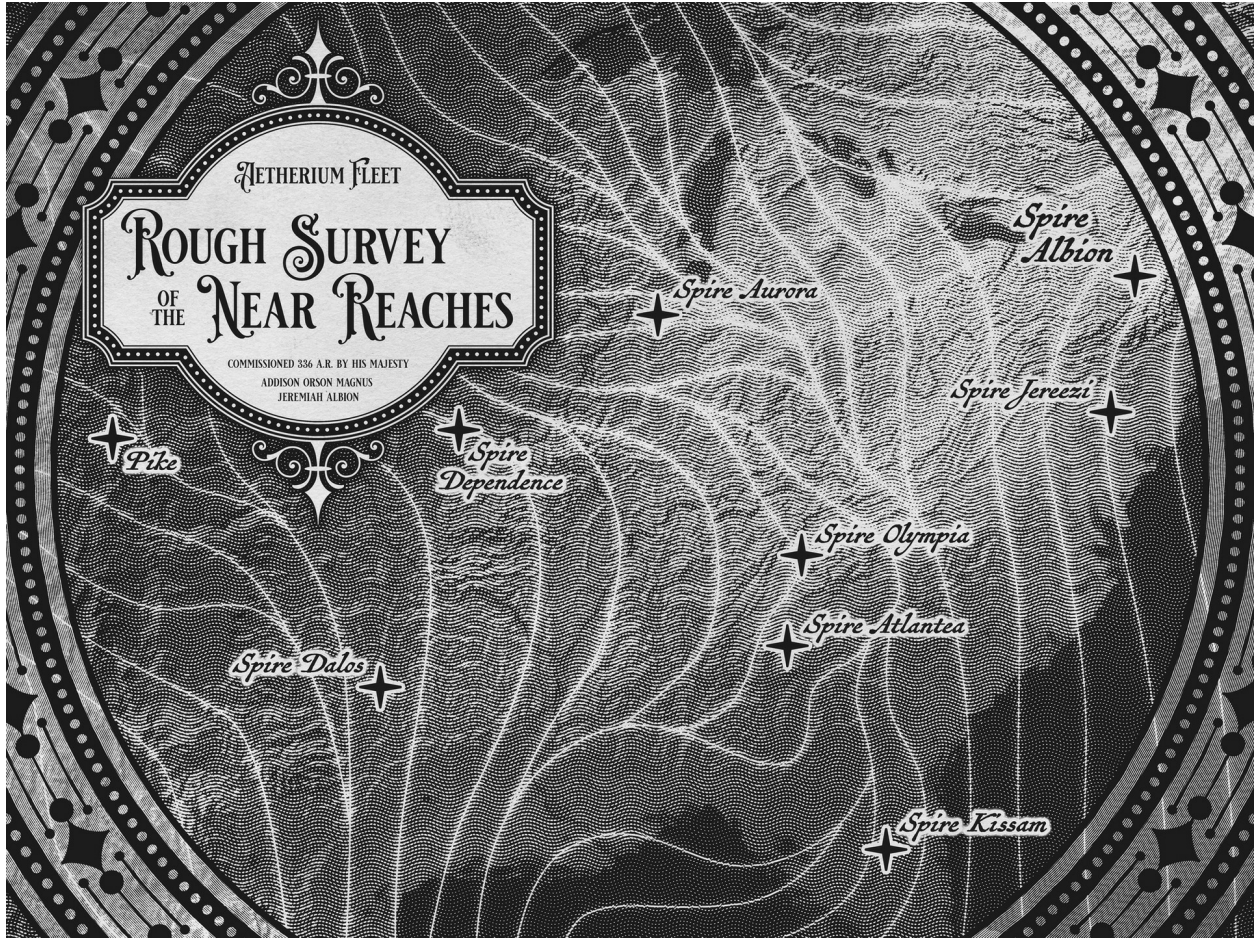 Aetherium Fleet
Rough Survey
of the Near Reaches
Commissioned 336 A.R. by His Majesty
Addison Orson Magnus
Jeremiah Albion
Spire
Albion
Spire Aurora
Spire Jereezi
Pike
Spire
Dependence
Spire Olympia
Spire Atlantea
Spire Dalos
Spire Kissam